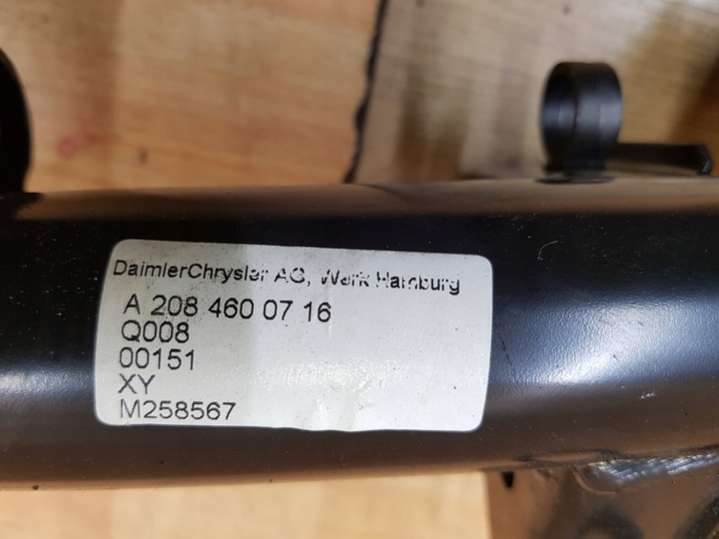 DaimlerChrysler AG, Werk Hamburg
A 208 460 07 16
Q008
00151
XY
M258567